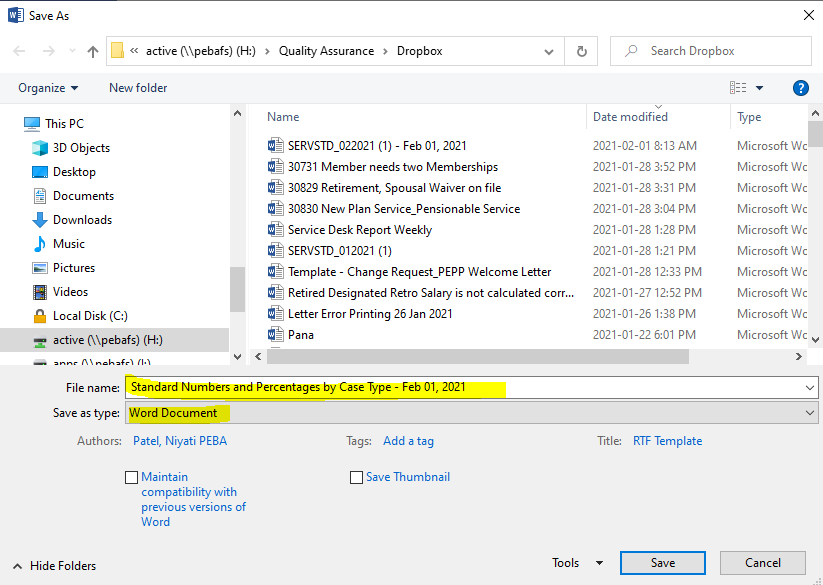 Save As
« active (\\pebafs) (H:) › Quality Assurance › Dropbox
Search Dropbox
Organize
New folder
?
This PC
3D Objects
Desktop
Documents
Downloads
Music
Pictures
Videos
Local Disk (C:)
active (\\pebafs) (H:)
apps (\\pebafs) (I:)
Name Date modified Type
SERVSTD_022021 (1) - Feb 01, 2021 2021-02-01 8:13 AM Microsoft Wc
30731 Member needs two Memberships 2021-01-28 3:52 PM Microsoft Wc
30829 Retirement, Spousal Waiver on file 2021-01-28 3:31 PM Microsoft Wc
30830 New Plan Service_Pensionable Service 2021-01-28 3:04 PM Microsoft Wc
Service Desk Report Weekly 2021-01-28 1:28 PM Microsoft Wc
SERVSTD_012021 (1) 2021-01-28 1:21 PM Microsoft Wc
Template - Change Request_PEPP Welcome Letter 2021-01-28 12:33 PM Microsoft Wc
Retired Designated Retro Salary is not calculated corr... 2021-01-27 12:52 PM Microsoft Wc
Letter Error Printing 26 Jan 2021 2021-01-26 1:38 PM Microsoft Wc
Pana 2021-01-22 6:01 PM Microsoft Wc
File name: Standard Numbers and Percentages by Case Type - Feb 01, 2021
Save as type: Word Document
Authors: Patel, Niyati PEBA Tags: Add a tag Title: RTF Template
Maintain
compatibility with
previous versions of
Word
Save Thumbnail
Hide Folders
Tools
Save
Cancel